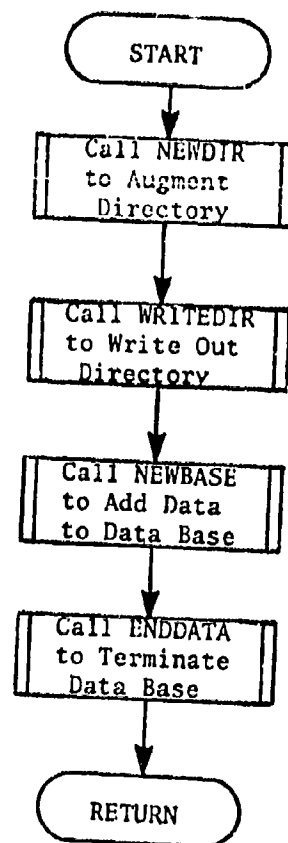 START
Call NEWDIR
to Augment
Directory
Call WRITEDIR
to Write Out
Directory
Call NEWBASE
to Add Data
to Data Base
Call ENDDATA
to Terminate
Data Base
RETURN